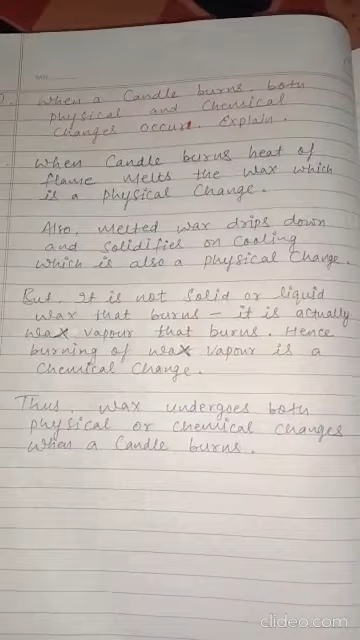 When a Candle burns, both
physical and Chemical
Changes occurt. Explain.
When Candle burns heat of
flame melts the wax which
is a physical Change.
Also, melted wax drips down
and solidifies on cooling
which is also a physical Change.
But, It is not solid or liquid
wax that burns - it is actually
wax vapour that burns. Hence
burning of wax vapour is a
Chemical Change.
Thus, wax undergoes both
physical or chemical changes
when a Candle burns.
clideo.com